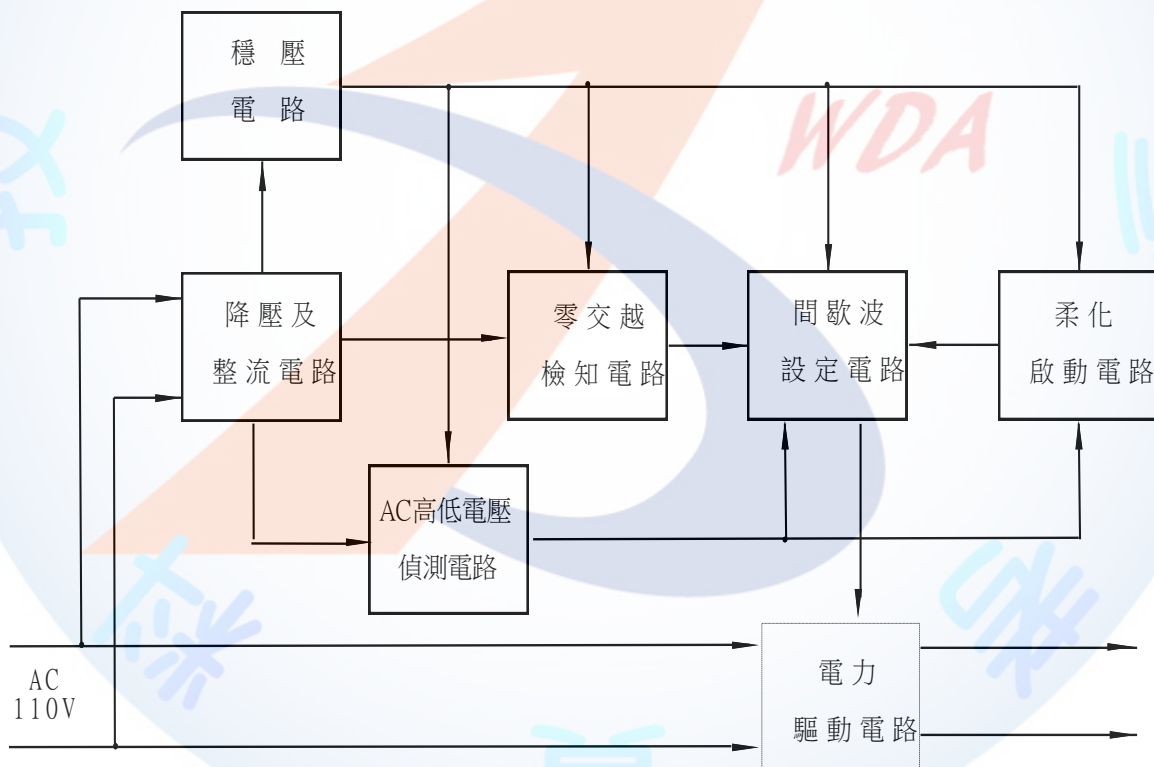 穩壓
電路
WDA
降壓及
整流電路
零交越
檢知電路
間歇波
設定電路
柔化
啟動電路
AC高低電壓
偵測電路
AC
110V
電力
驅動電路